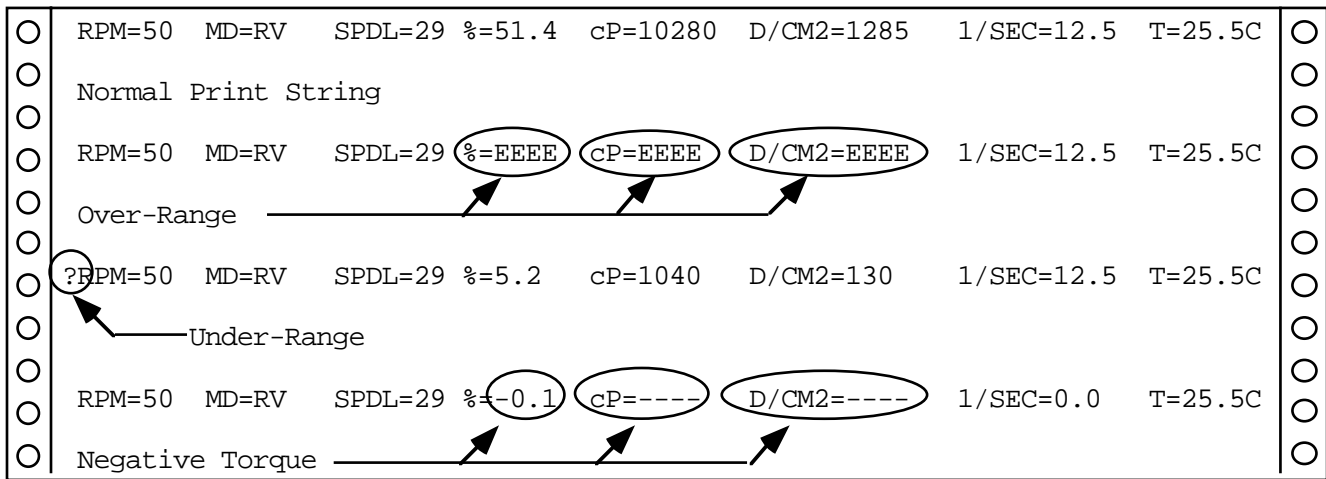 RPM=50 MD=RV SPDL=29 %=51.4 cP=10280 D/CM2=1285 1/SEC=12.5 T=25.5C
Normal Print String
RPM=50 MD=RV SPDL=29 %=EEEE cP=EEEE D/CM2=EEEE 1/SEC=12.5 T=25.5C
Over-Range
?RPM=50 MD=RV SPDL=29 %=5.2 cP=1040 D/CM2=130 1/SEC=12.5 T=25.5C
Under-Range
RPM=50 MD=RV SPDL=29 %=-0.1 cP=---- D/CM2=---- 1/SEC=0.0 T=25.5C
Negative Torque